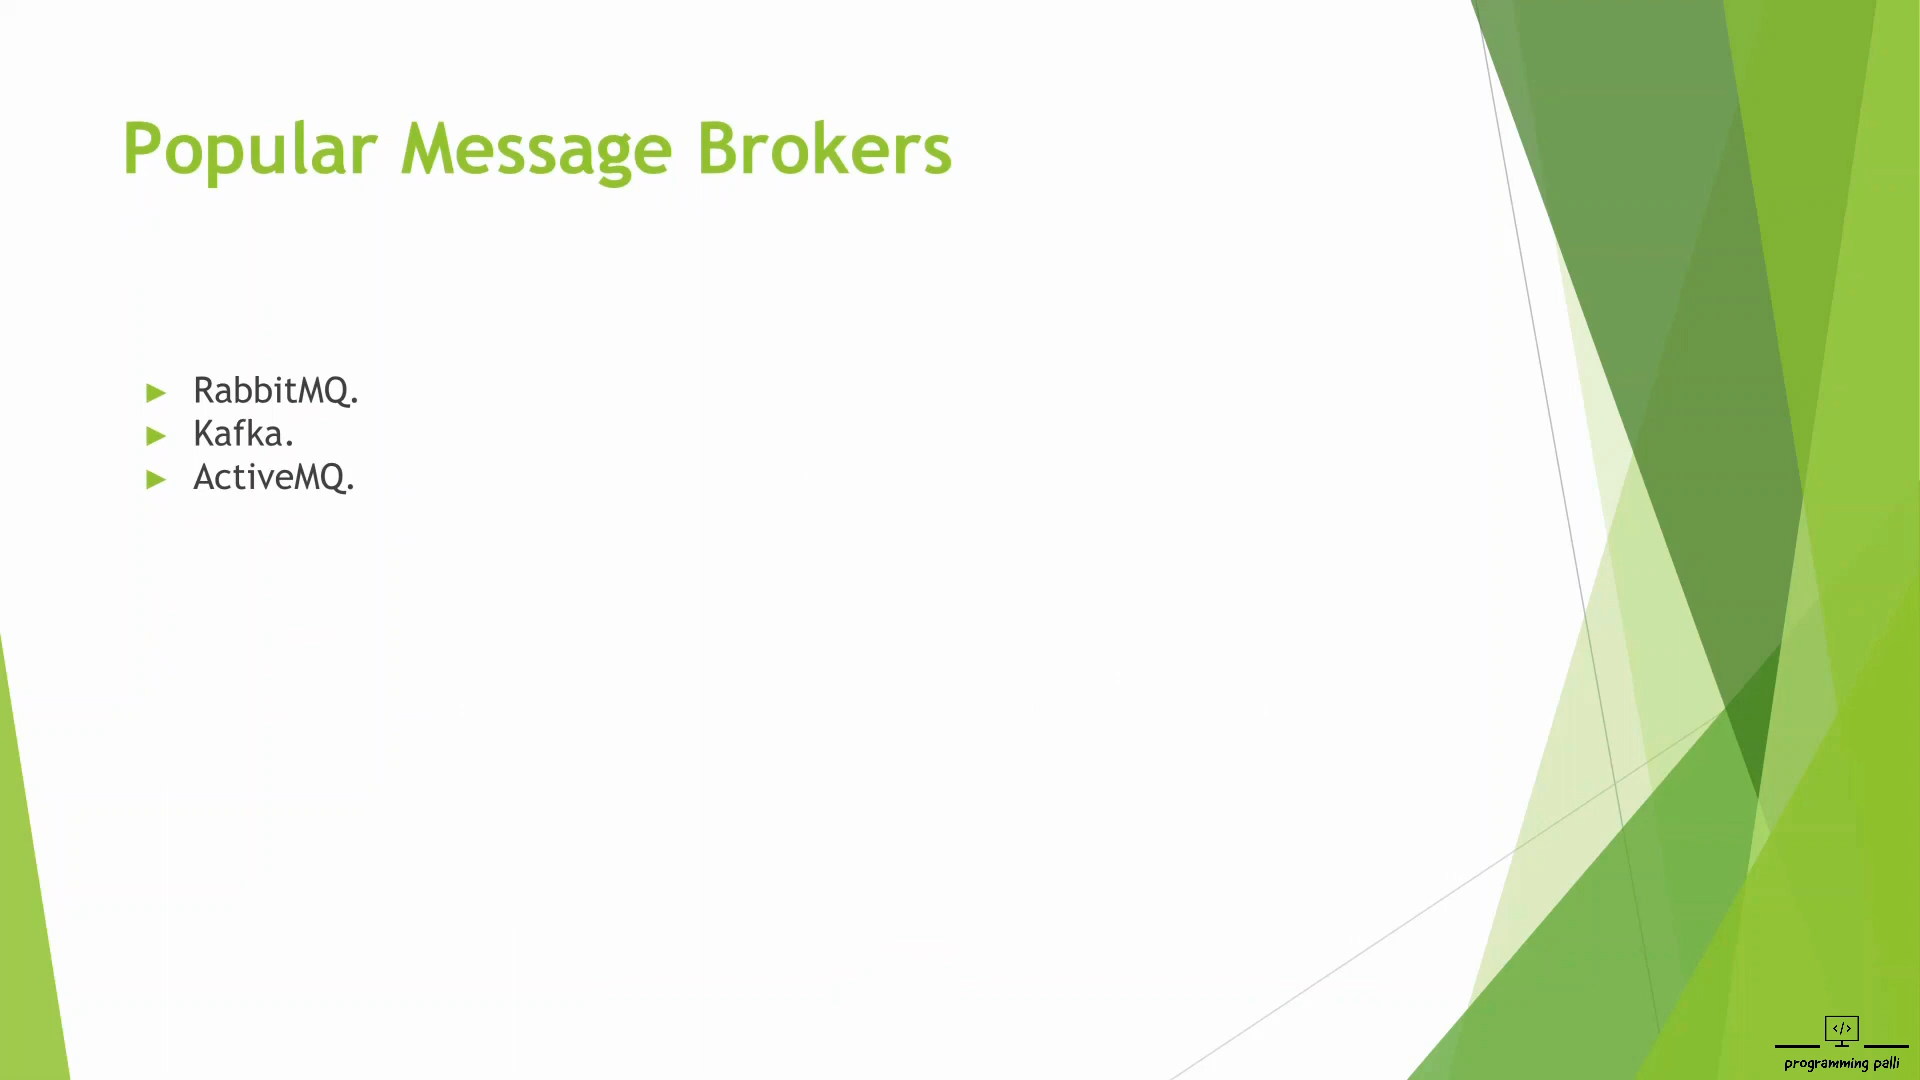 Popular Message Brokers
► RabbitMQ.
► Kafka.
► ActiveMQ.
</>
programming palli